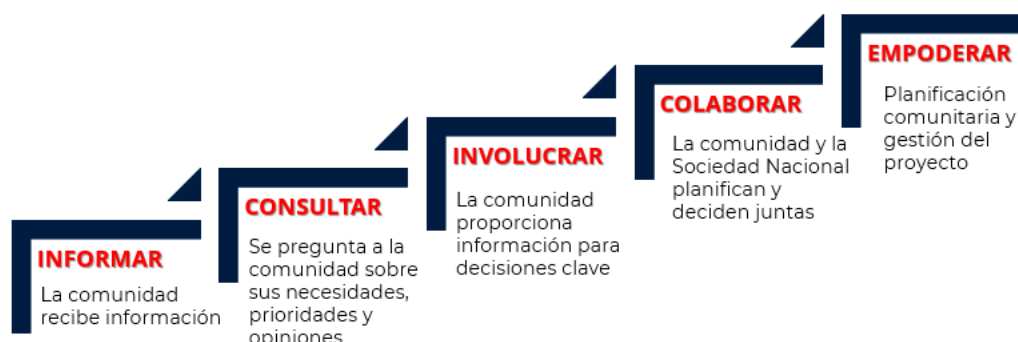 INFORMAR
La comunidad
recibe información
CONSULTAR
Se pregunta a la
comunidad sobre
sus necesidades,
prioridades y
opiniones
INVOLUCRAR
La comunidad
proporciona
información para
decisiones clave
COLABORAR
La comunidad y la
Sociedad Nacional
planifican y
deciden juntas
EMPODERAR
Planificación
comunitaria y
gestión del
proyecto